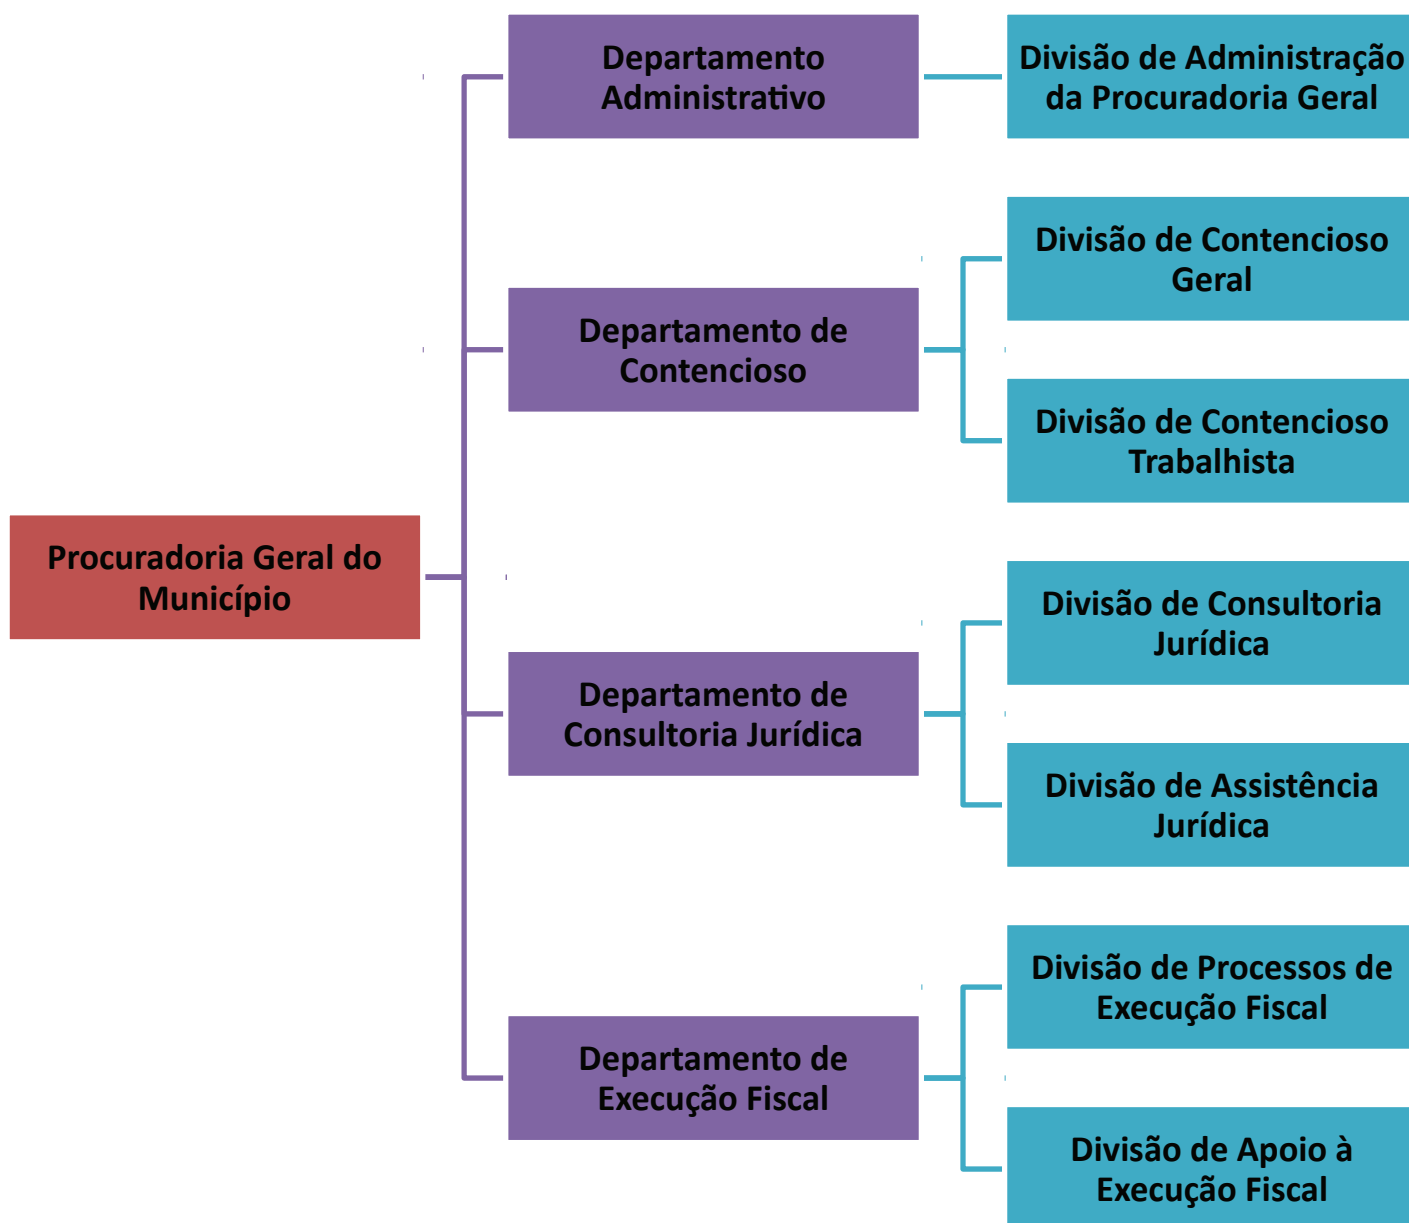 Departamento
Administrativo
Divisão de Administração
da Procuradoria Geral
Divisão de Contencioso
Geral
Departamento de
Contencioso
Divisão de Contencioso
Trabalhista
Procuradoria Geral do
Município
Divisão de Consultoria
Jurídica
Departamento de
Consultoria Jurídica
Divisão de Assistência
Jurídica
Divisão de Processos de
Execução Fiscal
Departamento de
Execução Fiscal
Divisão de Apoio à
Execução Fiscal